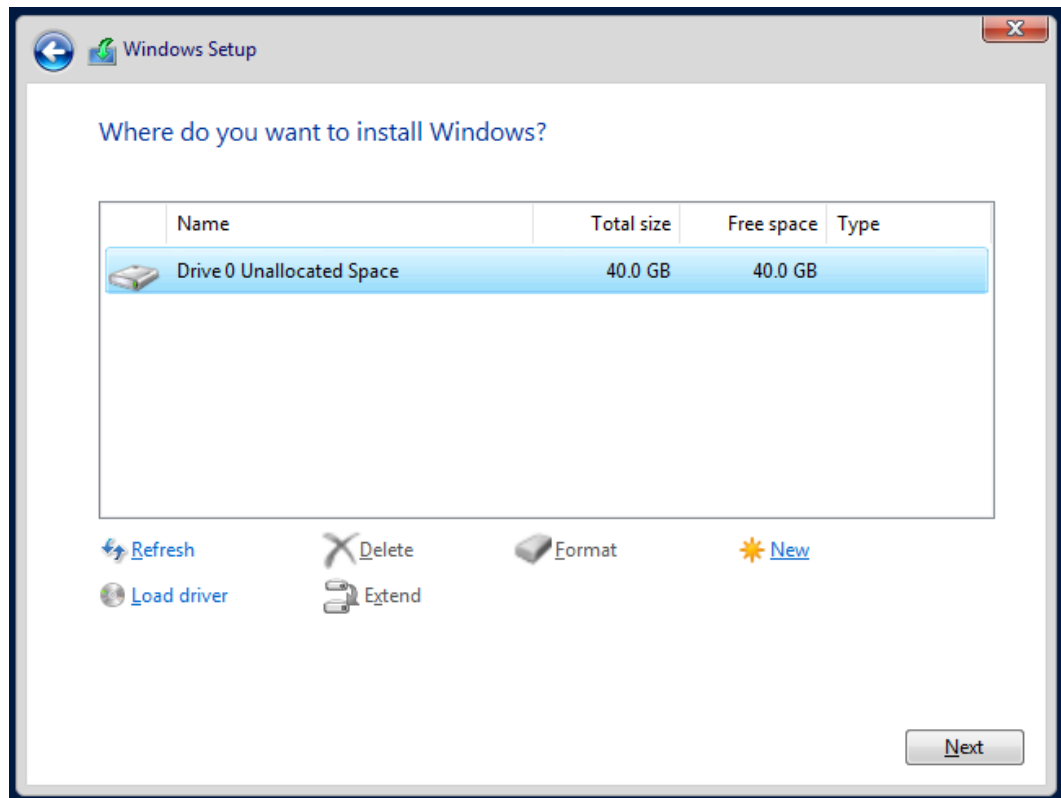 Windows Setup
Where do you want to install Windows?
Name Total size Free space Type
Drive 0 Unallocated Space 40.0 GB 40.0 GB
Refresh Delete Format New
Load driver Extend
Next